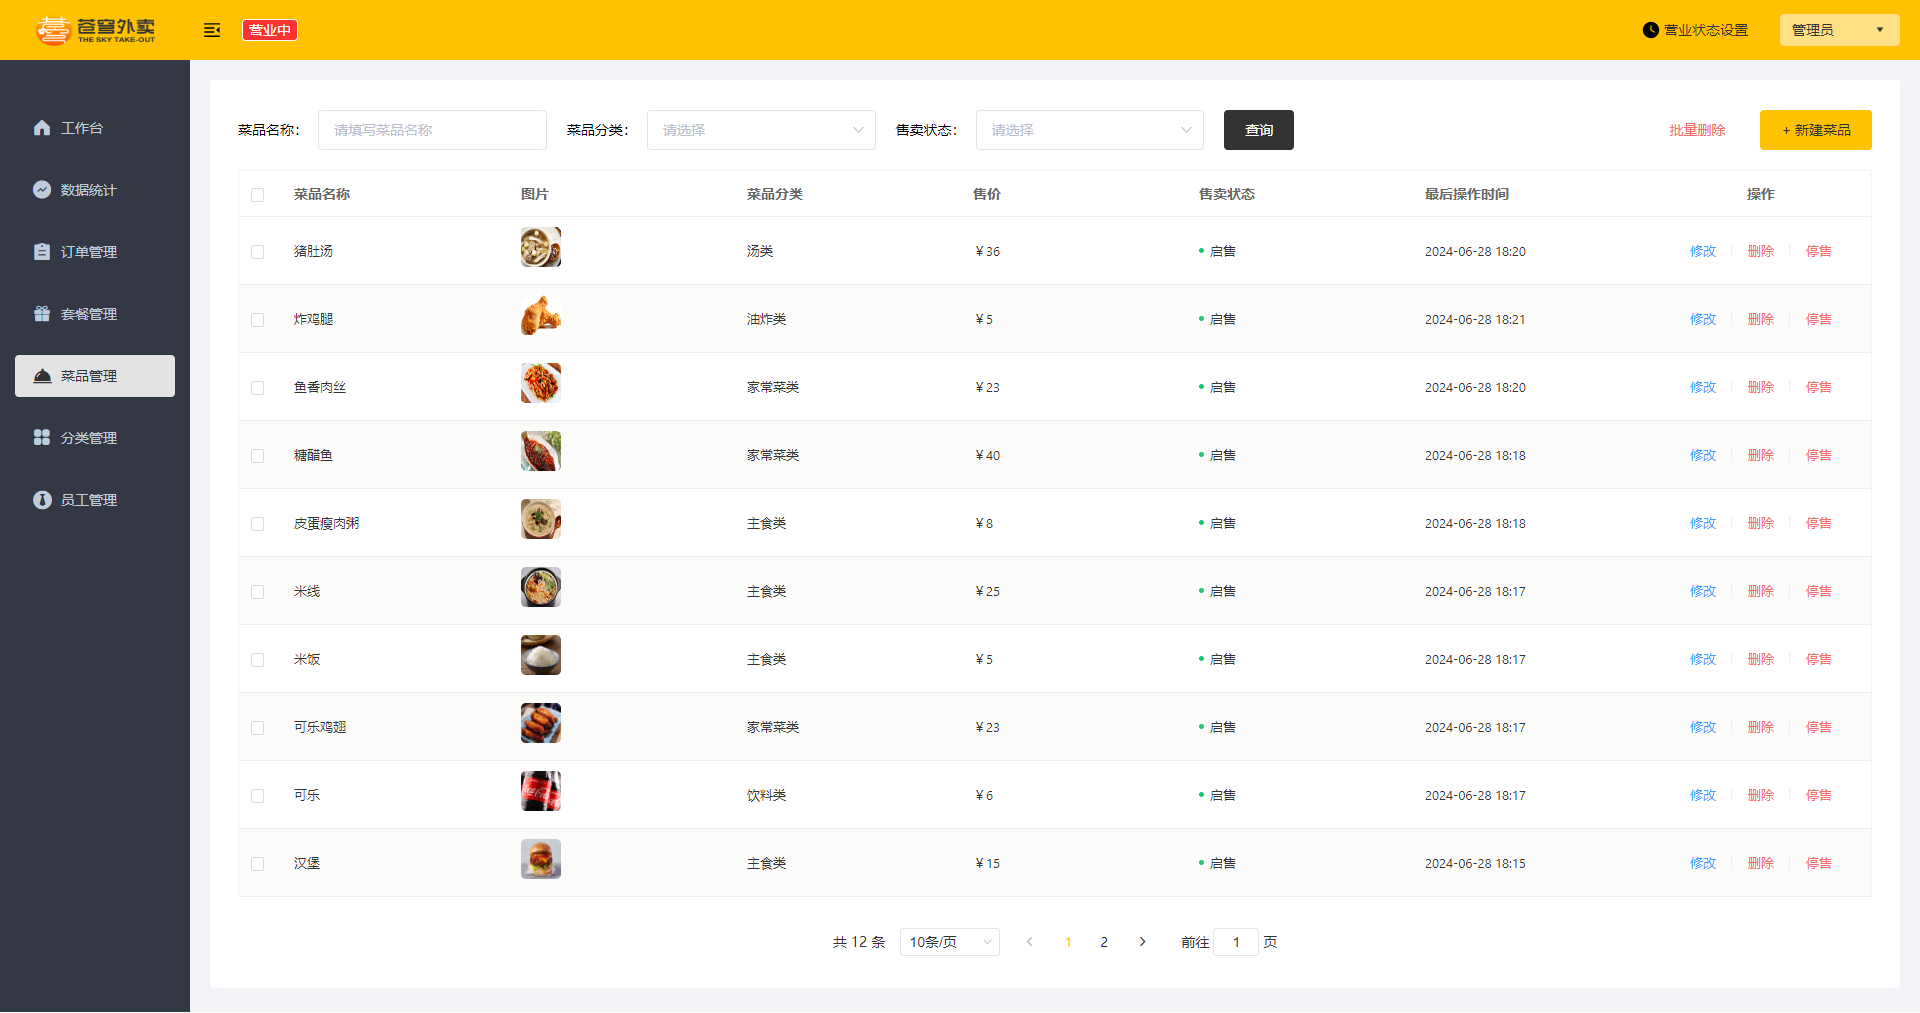 苍穹外卖
THE SKY TAKE-OUT
营业中
营业状态设置
管理员
工作台
数据统计
订单管理
套餐管理
菜品管理
分类管理
员工管理
菜品名称： 请填写菜品名称 菜品分类： 请选择 售卖状态： 请选择 查询 批量删除 + 新建菜品
菜品名称 图片 菜品分类 售价 售卖状态 最后操作时间 操作
猪肚汤 汤类 ￥36 启售 2024-06-28 18:20 修改 删除 停售
炸鸡腿 油炸类 ￥5 启售 2024-06-28 18:21 修改 删除 停售
鱼香肉丝 家常菜类 ￥23 启售 2024-06-28 18:20 修改 删除 停售
糖醋鱼 家常菜类 ￥40 启售 2024-06-28 18:18 修改 删除 停售
皮蛋瘦肉粥 主食类 ￥8 启售 2024-06-28 18:18 修改 删除 停售
米线 主食类 ￥25 启售 2024-06-28 18:17 修改 删除 停售
米饭 主食类 ￥5 启售 2024-06-28 18:17 修改 删除 停售
可乐鸡翅 家常菜类 ￥23 启售 2024-06-28 18:17 修改 删除 停售
可乐 饮料类 ￥6 启售 2024-06-28 18:17 修改 删除 停售
汉堡 主食类 ￥15 启售 2024-06-28 18:15 修改 删除 停售
共 12 条 10条/页 1 2 前往 1 页